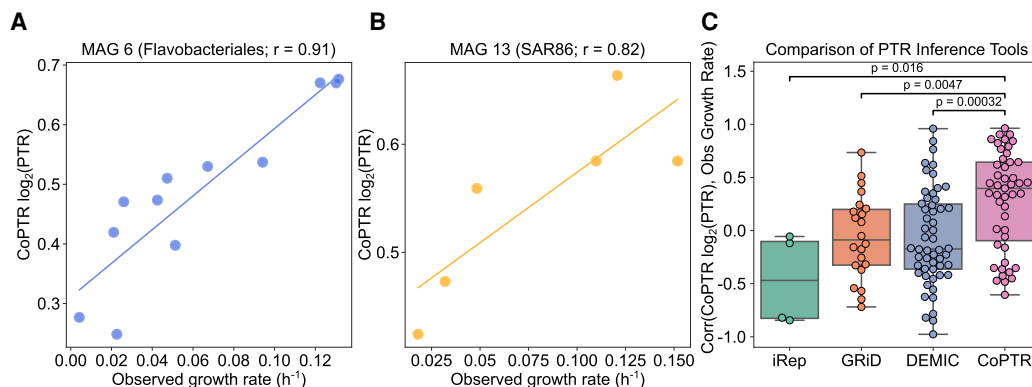 A
MAG 6 (Flavobacteriales; r = 0.91)
CoPTR log2(PTR)
0.7
0.6
0.5
0.4
0.3
0.00 0.02 0.04 0.06 0.08 0.10 0.12
Observed growth rate (h⁻¹)
B
MAG 13 (SAR86; r = 0.82)
CoPTR log2(PTR)
0.6
0.5
0.025 0.050 0.075 0.100 0.125 0.150
Observed growth rate (h⁻¹)
C
Comparison of PTR Inference Tools
Corr(CoPTR log2(PTR), Obs Growth Rate)
1.5
1.0
0.5
0.0
-0.5
-1.0
p = 0.016
p = 0.0047
p = 0.00032
iRep GRiD DEMIC CoPTR